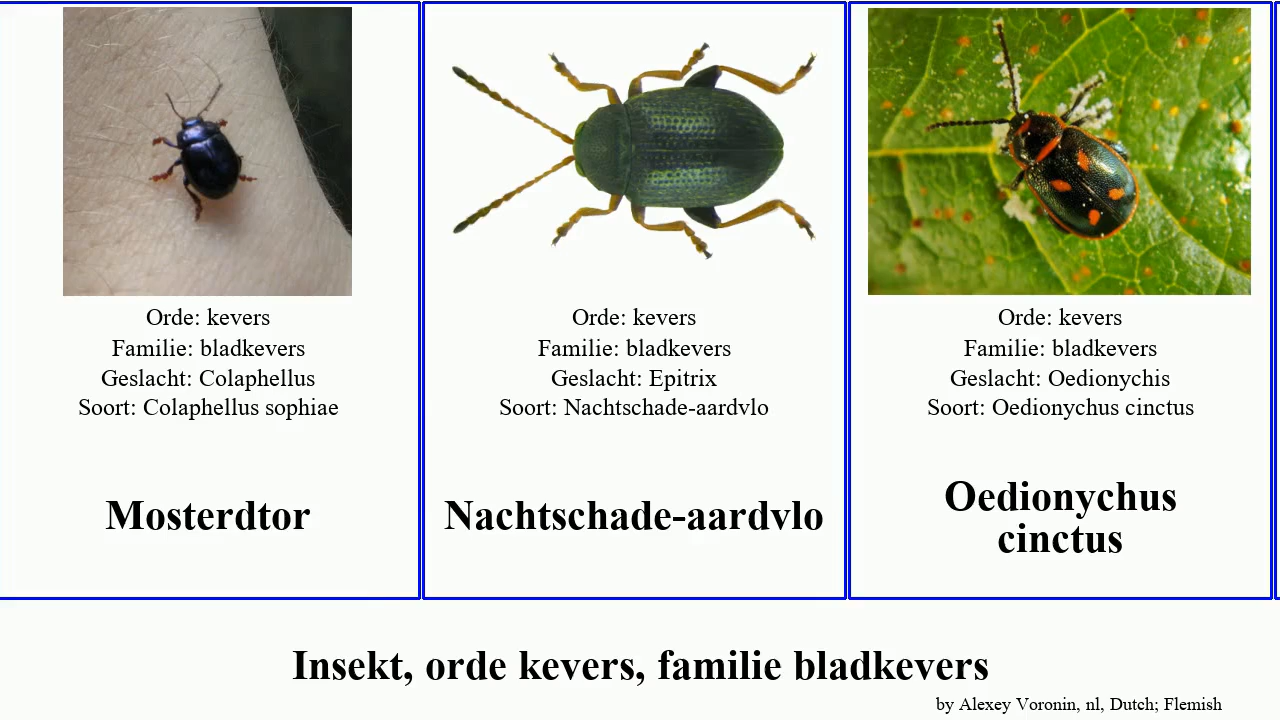 Orde: kevers
Familie: bladkevers
Geslacht: Colaphellus
Soort: Colaphellus sophiae
Mosterdtor
Orde: kevers
Familie: bladkevers
Geslacht: Epitrix
Soort: Nachtschade-aardvlo
Nachtschade-aardvlo
Orde: kevers
Familie: bladkevers
Geslacht: Oedionychis
Soort: Oedionychus cinctus
Oedionychus
cinctus
Insekt, orde kevers, familie bladkevers
by Alexey Voronin, nl, Dutch; Flemish